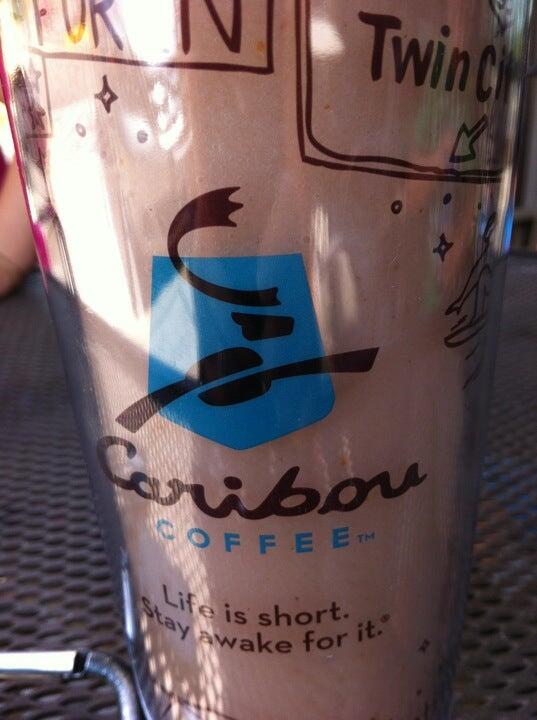 Twin
Caribou
COFFEE™
Life is short.
Stay awake for it.®